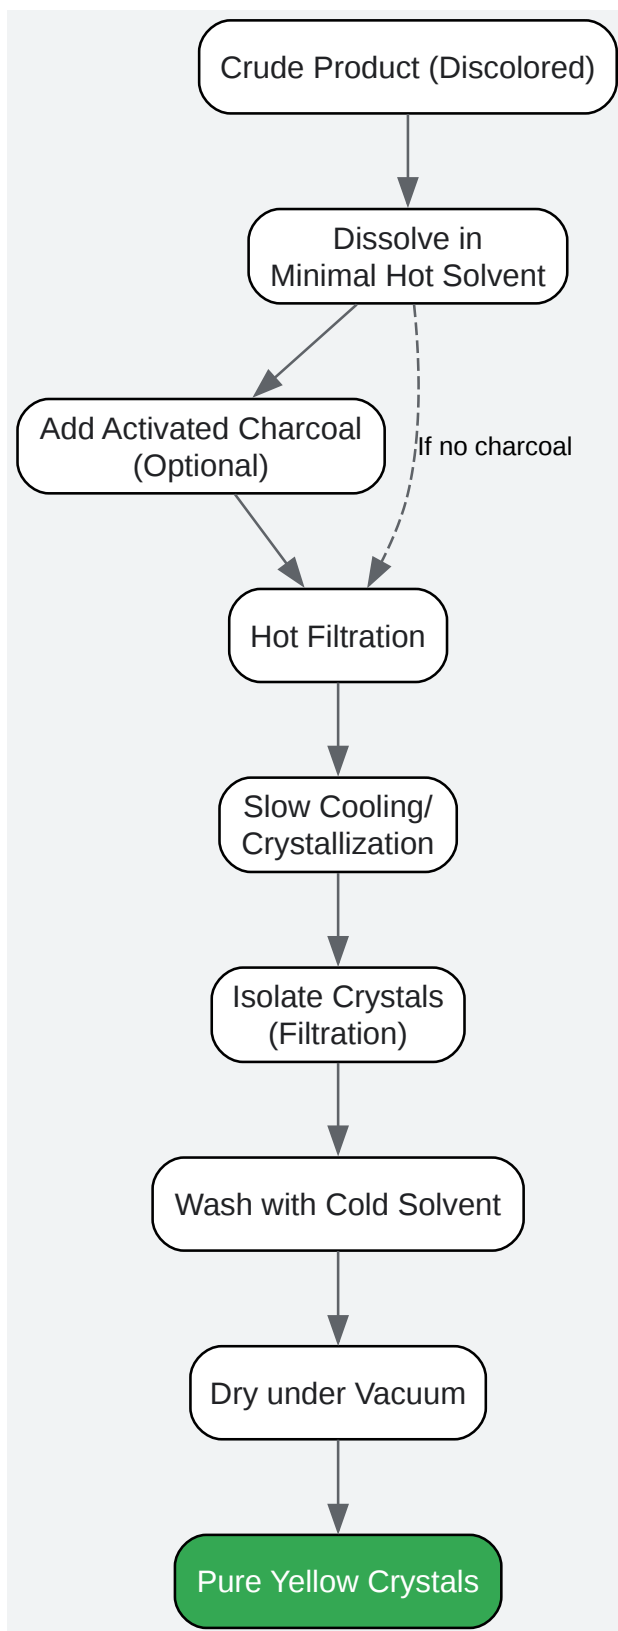 Crude Product (Discolored)
Dissolve in
Minimal Hot Solvent
Add Activated Charcoal
(Optional)
If no charcoal
Hot Filtration
Slow Cooling/
Crystallization
Isolate Crystals
(Filtration)
Wash with Cold Solvent
Dry under Vacuum
Pure Yellow Crystals